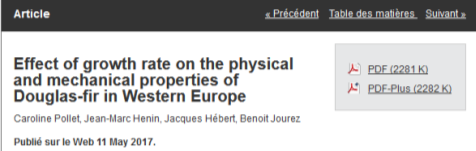 Article
« Précédent Table des matières Suivant »
Effect of growth rate on the physical
and mechanical properties of
Douglas-fir in Western Europe
PDF (2281 K)
PDF-Plus (2282 K)
Caroline Pollet, Jean-Marc Henin, Jacques Hébert, Benoit Jourez
Publié sur le Web 11 May 2017.